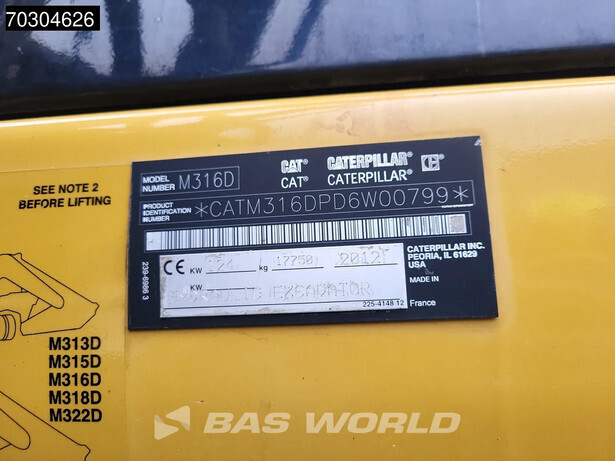 70304626
SEE NOTE 2
BEFORE LIFTING
MODEL NUMBER M316D
CAT CATERPILLAR
CAT® CATERPILLAR®
PRODUCT IDENTIFICATION NUMBER *CATM316DPD6W00799*
CE KW kg 17750 2012
KW EXCAVATOR
CATERPILLAR INC.
PEORIA, IL 61629
USA
225-4148 12
France
239-6986 3
M313D
M315D
M316D
M318D
M322D
BAS WORLD